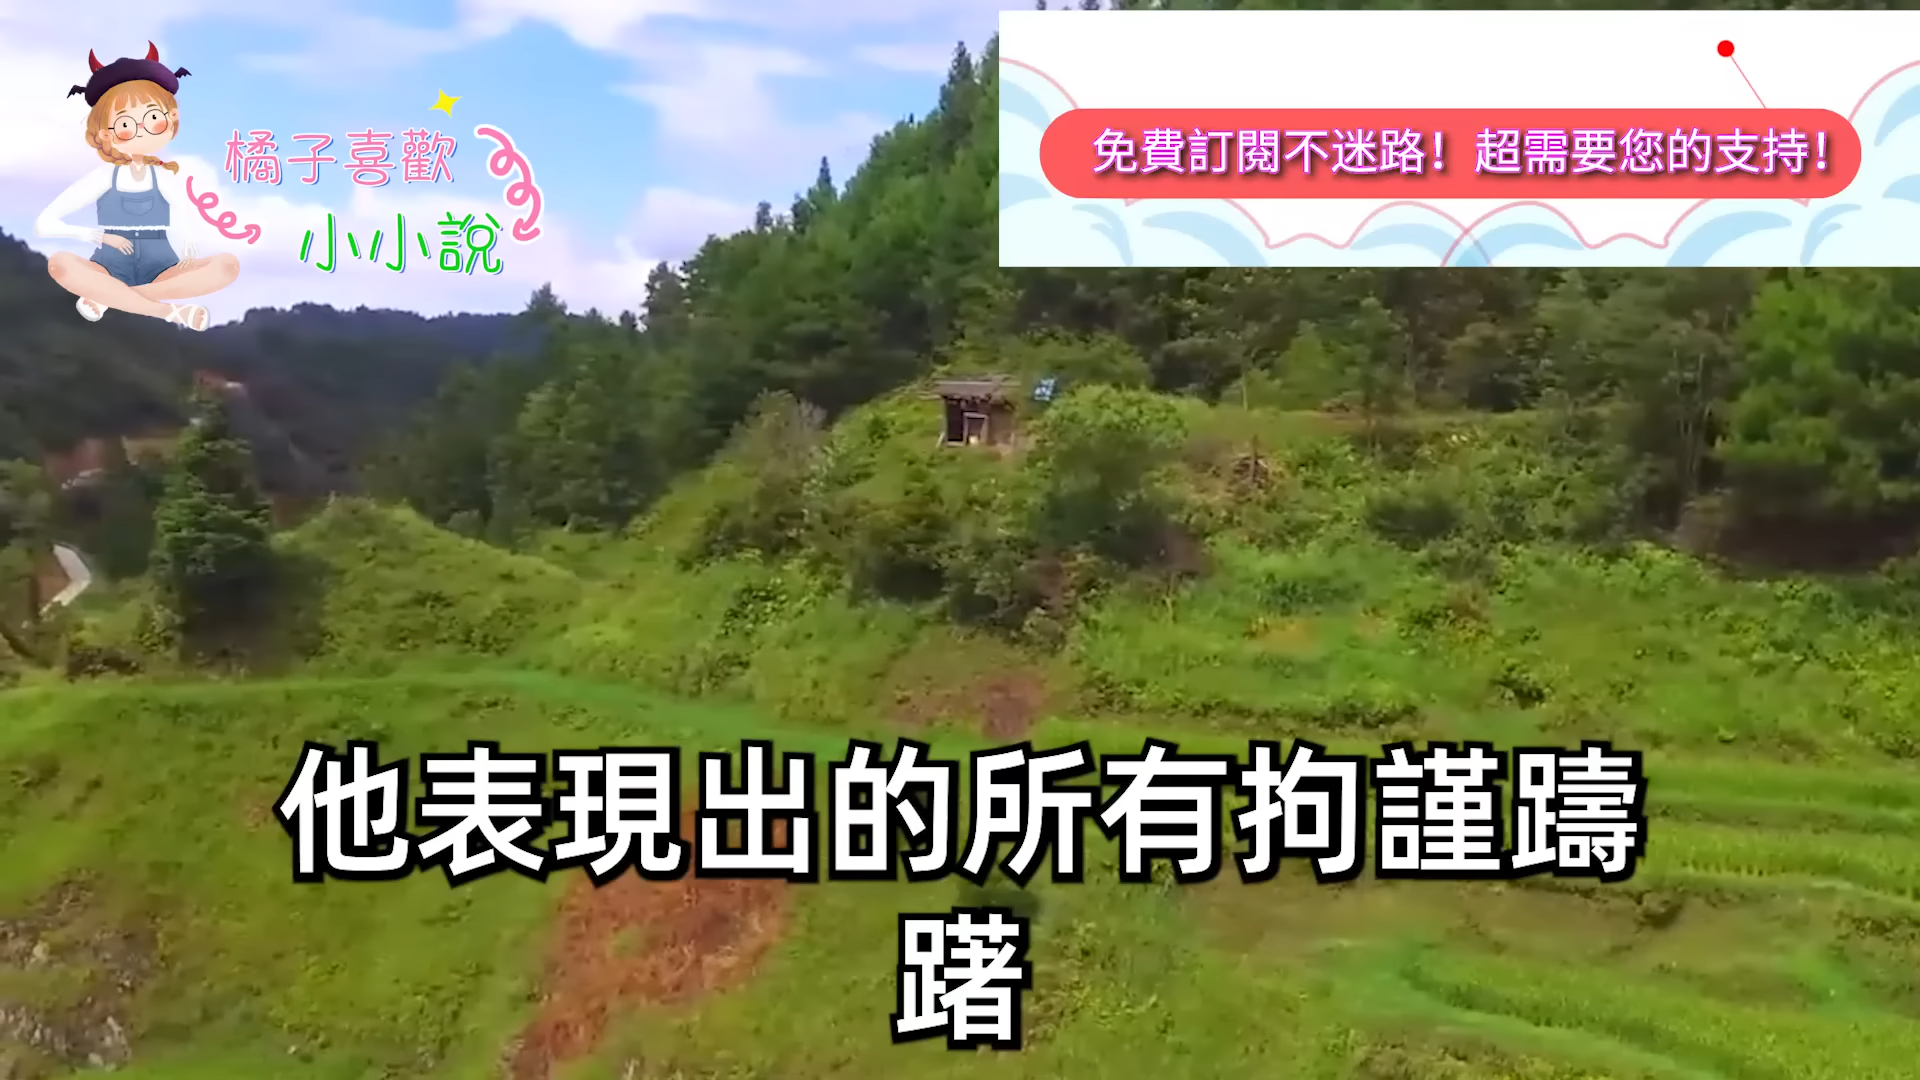 橘子喜歡
小小說
免費訂閱不迷路！超需要您的支持！
他表現出的所有拘謹躊
躇